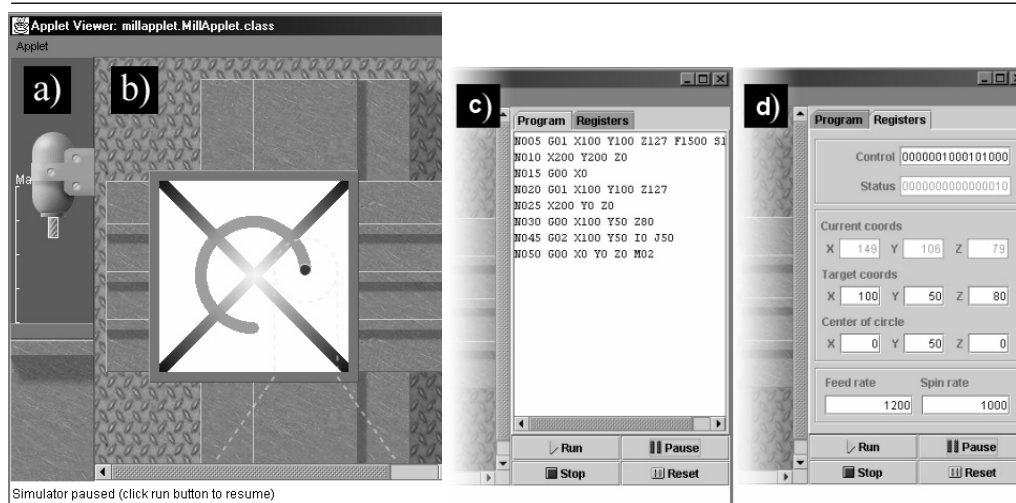 Applet Viewer: millapplet.MillApplet.class
Applet
a)
b)
Ma
Simulator paused (click run button to resume)
c)
Program Registers
N005 G01 X100 Y100 Z127 F1500 S1
N010 X200 Y200 Z0
N015 G00 X0
N020 G01 X100 Y100 Z127
N025 X200 Y0 Z0
N030 G00 X100 Y50 Z80
N045 G02 X100 Y50 I0 J50
N050 G00 X0 Y0 Z0 M02
Run Pause
Stop Reset
d)
Program Registers
Control 0000001000101000
Status 0000000000000010
Current coords
X 149 Y 106 Z 79
Target coords
X 100 Y 50 Z 80
Center of circle
X 0 Y 50 Z 0
Feed rate Spin rate
1200 1000
Run Pause
Stop Reset